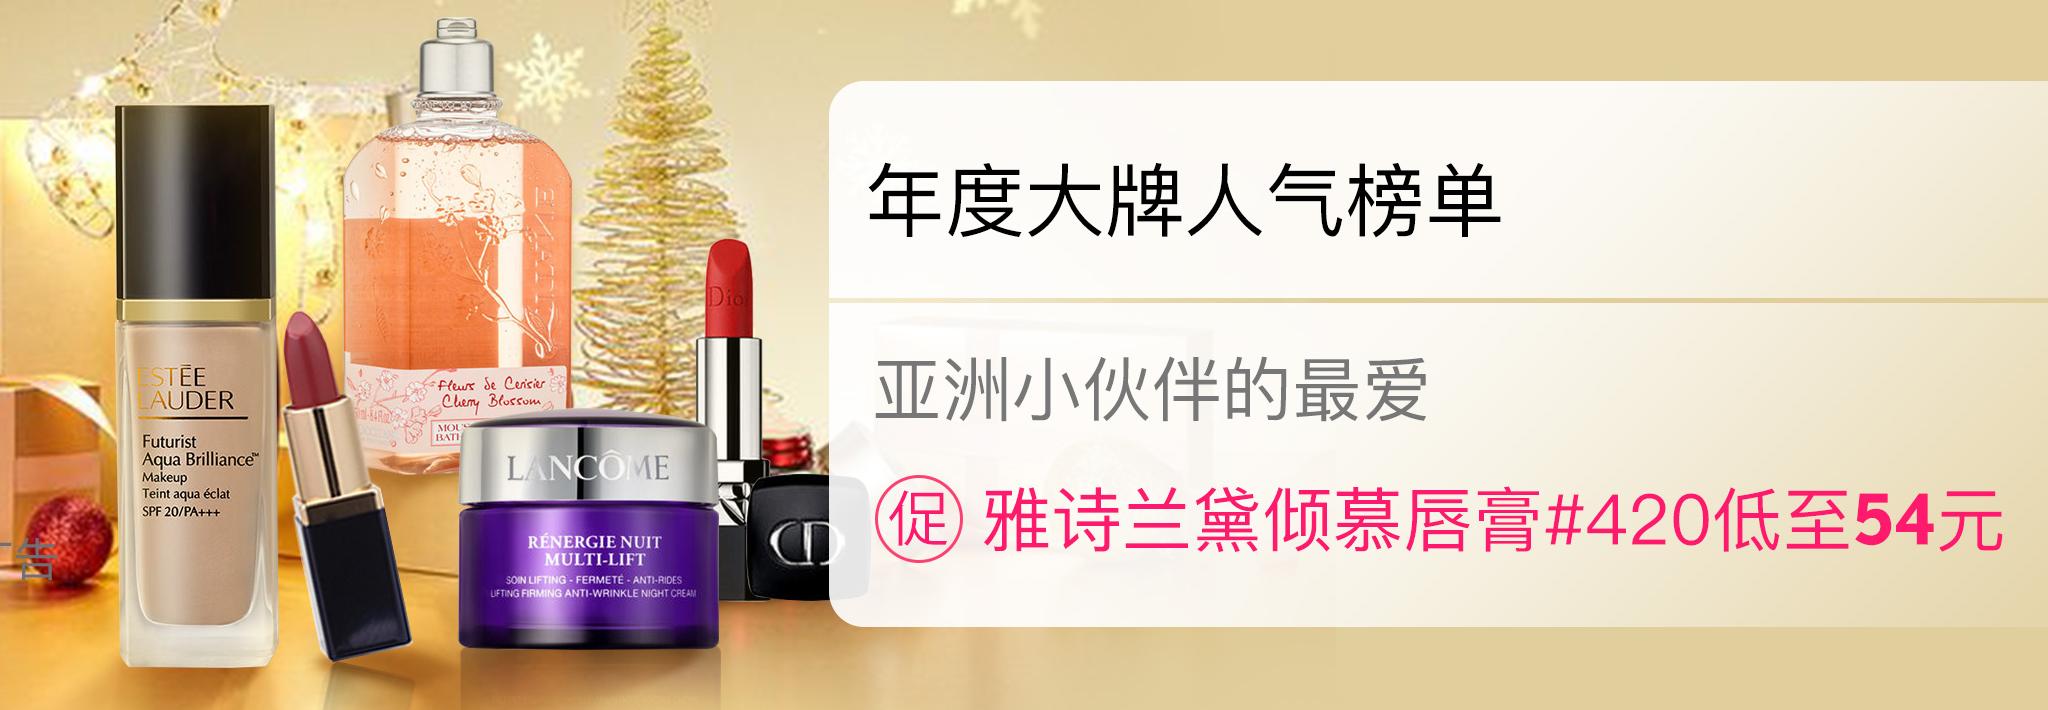 年度大牌人气榜单
亚洲小伙伴的最爱
促 雅诗兰黛倾慕唇膏#420低至54元
ESTĒE
LAUDER
Futurist
Aqua Brilliance™
Makeup
Teint aqua éclat
SPF 20/PA+++
Fleurs de Cerisier
Cherry Blossom
LANCÔME
RÉNERGIE NUIT
MULTI-LIFT
SOIN LIFTING - FERMETÉ - ANTI-RIDES
LIFTING FIRMING ANTI-WRINKLE NIGHT CREAM
Dior
CD
告